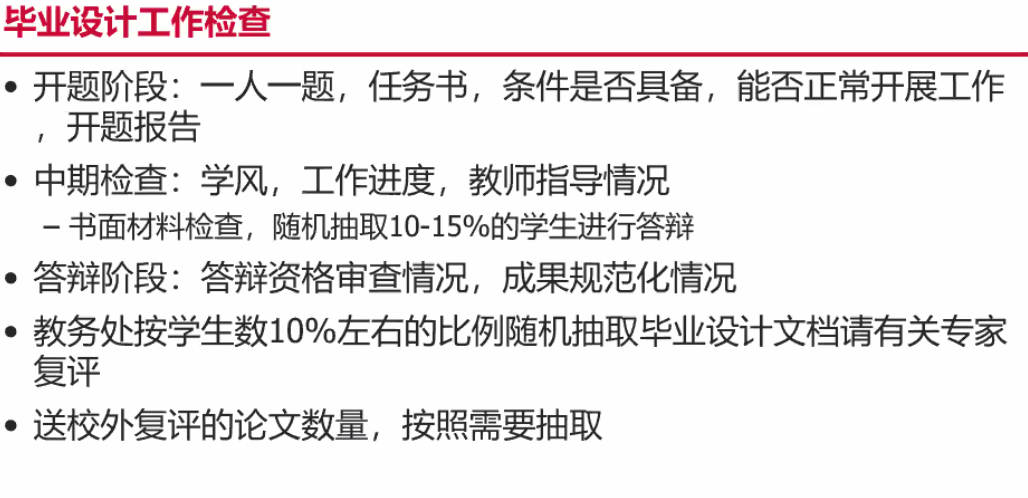 毕业设计工作检查
• 开题阶段：一人一题，任务书，条件是否具备，能否正常开展工作
，开题报告
• 中期检查：学风，工作进度，教师指导情况
– 书面材料检查，随机抽取10-15%的学生进行答辩
• 答辩阶段：答辩资格审查情况，成果规范化情况
• 教务处按学生数10%左右的比例随机抽取毕业设计文档请有关专家
复评
• 送校外复评的论文数量，按照需要抽取